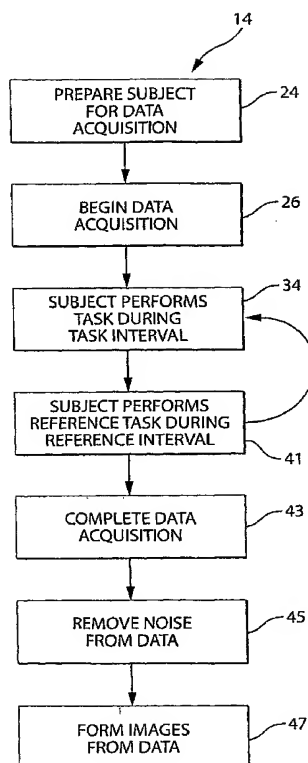 14
PREPARE SUBJECT
FOR DATA
ACQUISITION
24
BEGIN DATA
ACQUISITION
26
SUBJECT PERFORMS
TASK DURING
TASK INTERVAL
34
SUBJECT PERFORMS
REFERENCE TASK DURING
REFERENCE INTERVAL
41
COMPLETE DATA
ACQUISITION
43
REMOVE NOISE
FROM DATA
45
FORM IMAGES
FROM DATA
47